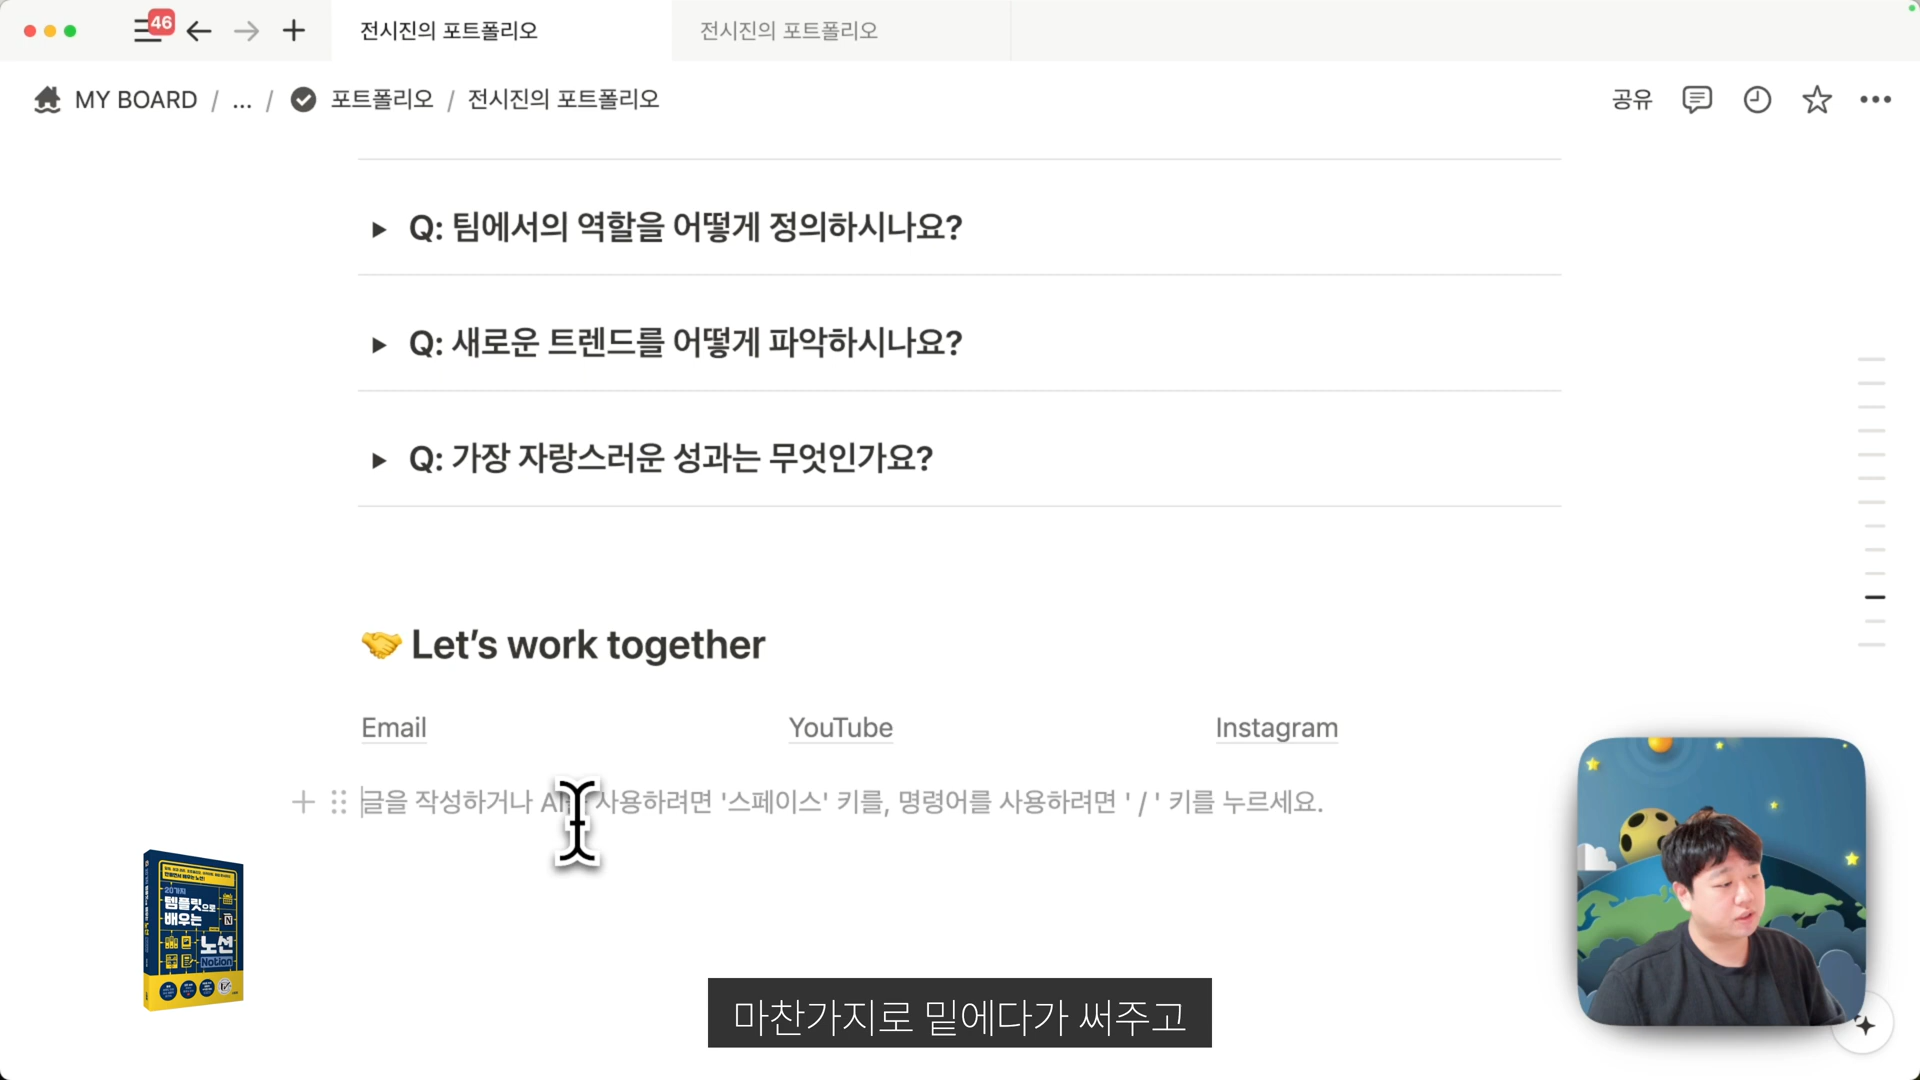 46
전시진의 포트폴리오
전시진의 포트폴리오
MY BOARD / ... / 포트폴리오 / 전시진의 포트폴리오
공유
Q: 팀에서의 역할을 어떻게 정의하시나요?
Q: 새로운 트렌드를 어떻게 파악하시나요?
Q: 가장 자랑스러운 성과는 무엇인가요?
🤝 Let’s work together
Email
YouTube
Instagram
글을 작성하거나 사용하려면 '스페이스' 키를, 명령어를 사용하려면 ' / ' 키를 누르세요.
20가지
템플릿으로
배우는
노션
Notion
마찬가지로 밑에다가 써주고